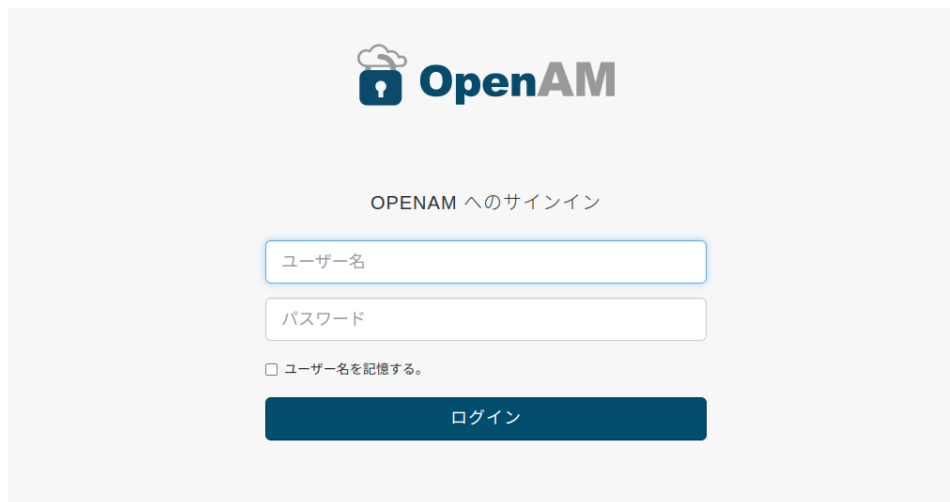 OpenAM
OPENAM へのサインイン
ユーザー名
パスワード
ユーザー名を記憶する。
ログイン